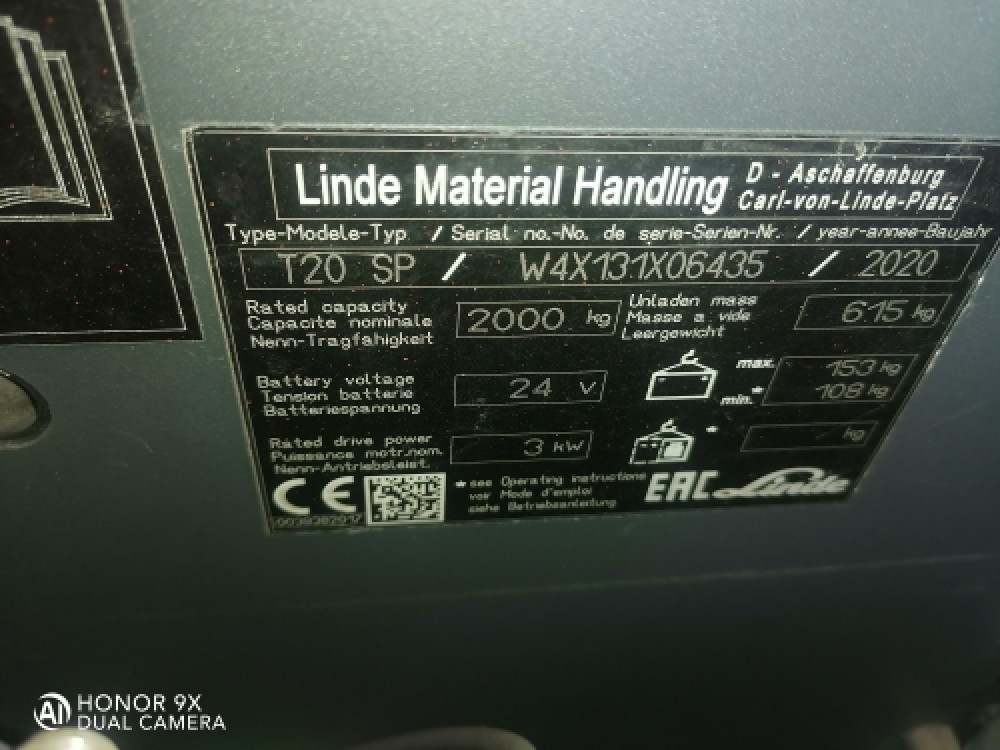 Linde Material Handling
D - Aschaffenburg
Carl-von-Linde-Platz
Type-Modele-Typ / Serial no.-No. de serie-Serien-Nr. / year-annee-Baujahr
T20 SP / W4X131X06435 / 2020
Rated capacity
Capacite nominale
Nenn-Tragfahigkeit
2000 kg
Unladen mass
Masse a vide
Leergewicht
615 kg
Battery voltage
Tension batterie
Batteriespannung
24 V
max. 153 kg
min.* 108 kg
Rated drive power
Puissance motr.nom.
Nenn-Antriebsleist.
3 kW
* - kg
CE
* see Operating instructions
voir Mode d'emploi
siehe Betriebsanleitung
EAC Linde
HONOR 9X
AI DUAL CAMERA